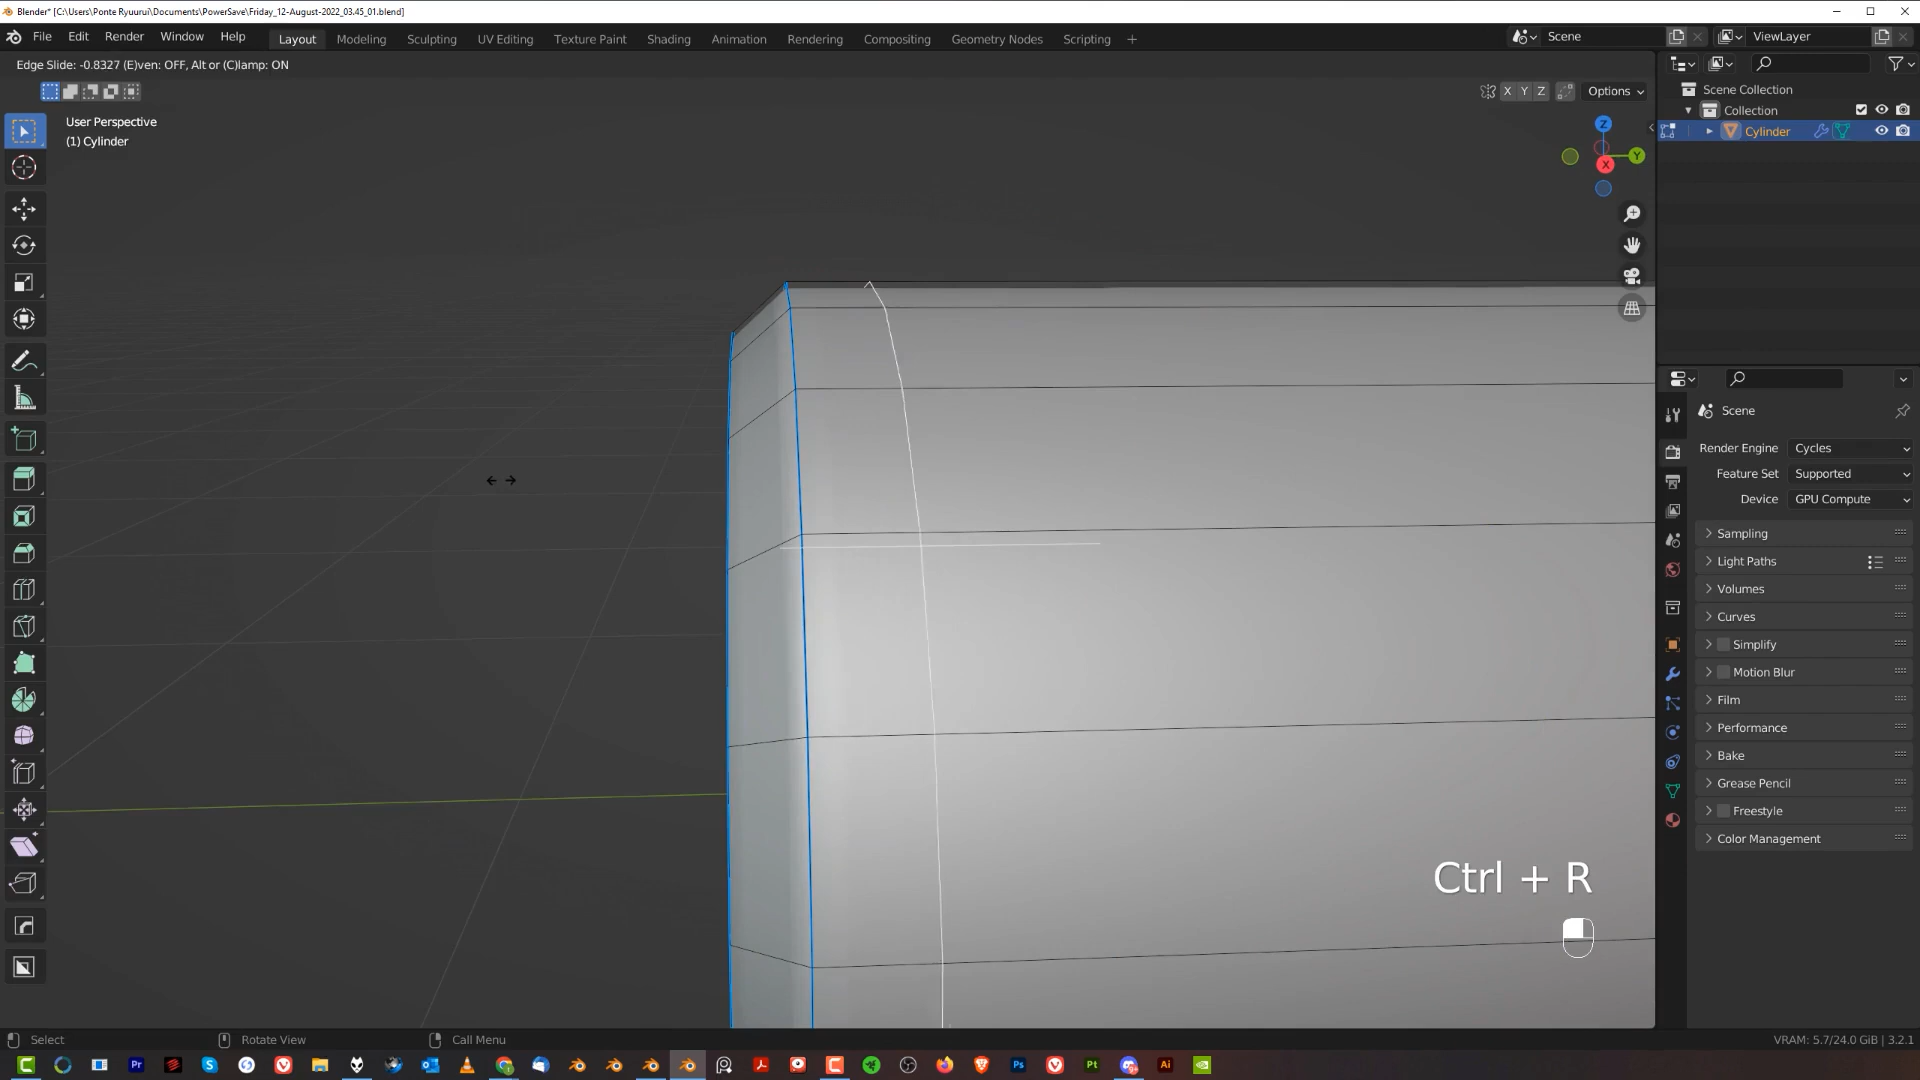 Blender* [C:\Users\Ponte Ryuurui\Documents\PowerSave\Friday_12-August-2022_03.45_01.blend]
File Edit Render Window Help Layout Modeling Sculpting UV Editing Texture Paint Shading Animation Rendering Compositing Geometry Nodes Scripting + Scene ViewLayer
Edge Slide: -0.8327 (E)ven: OFF, Alt or (C)lamp: ON
X Y Z Options
User Perspective
(1) Cylinder
Z
Y
X
Scene Collection
Collection
Cylinder
Scene
Render Engine Cycles
Feature Set Supported
Device GPU Compute
Sampling
Light Paths
Volumes
Curves
Simplify
Motion Blur
Film
Performance
Bake
Grease Pencil
Freestyle
Color Management
Ctrl + R
Select Rotate View Call Menu VRAM: 5.7/24.0 GiB | 3.2.1
Pr Ps Pt Ai